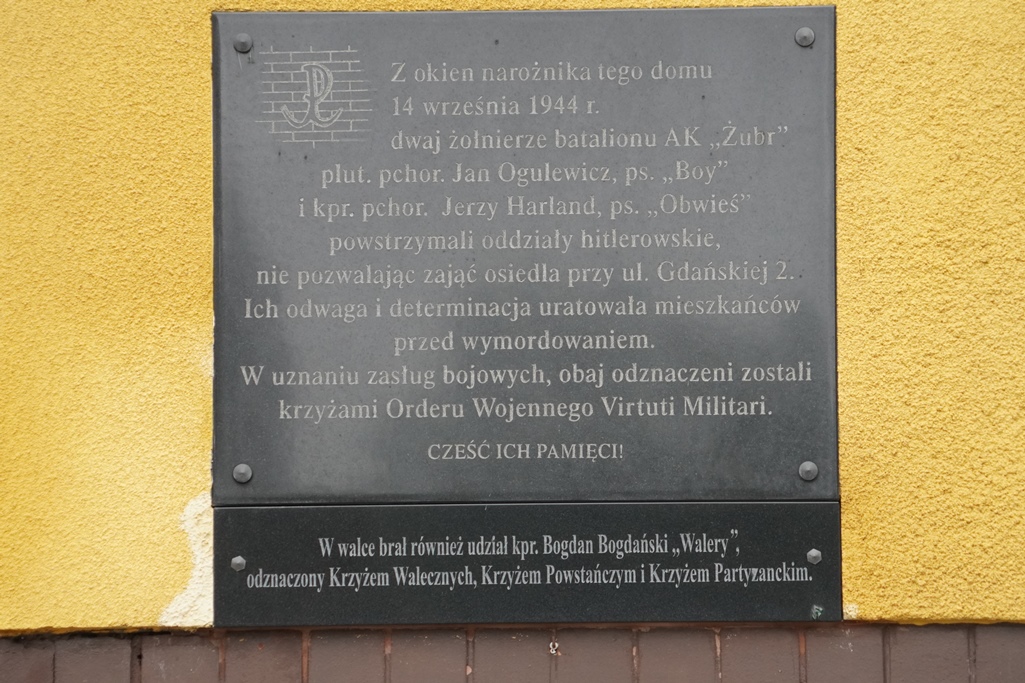 Z okien narożnika tego domu
14 września 1944 r.
dwaj żołnierze batalionu AK „Żubr”
plut. pchor. Jan Ogulewicz, ps. „Boy”
i kpr. pchor. Jerzy Harland, ps. „Obwieś”
powstrzymali oddziały hitlerowskie,
nie pozwalając zająć osiedla przy ul. Gdańskiej 2.
Ich odwaga i determinacja uratowała mieszkańców
przed wymordowaniem.
W uznaniu zasług bojowych, obaj odznaczeni zostali
krzyżami Orderu Wojennego Virtuti Militari.
CZEŚĆ ICH PAMIĘCI!
W walce brał również udział kpr. Bogdan Bogdański „Walery”,
odznaczony Krzyżem Walecznych, Krzyżem Powstańczym i Krzyżem Partyzanckim.